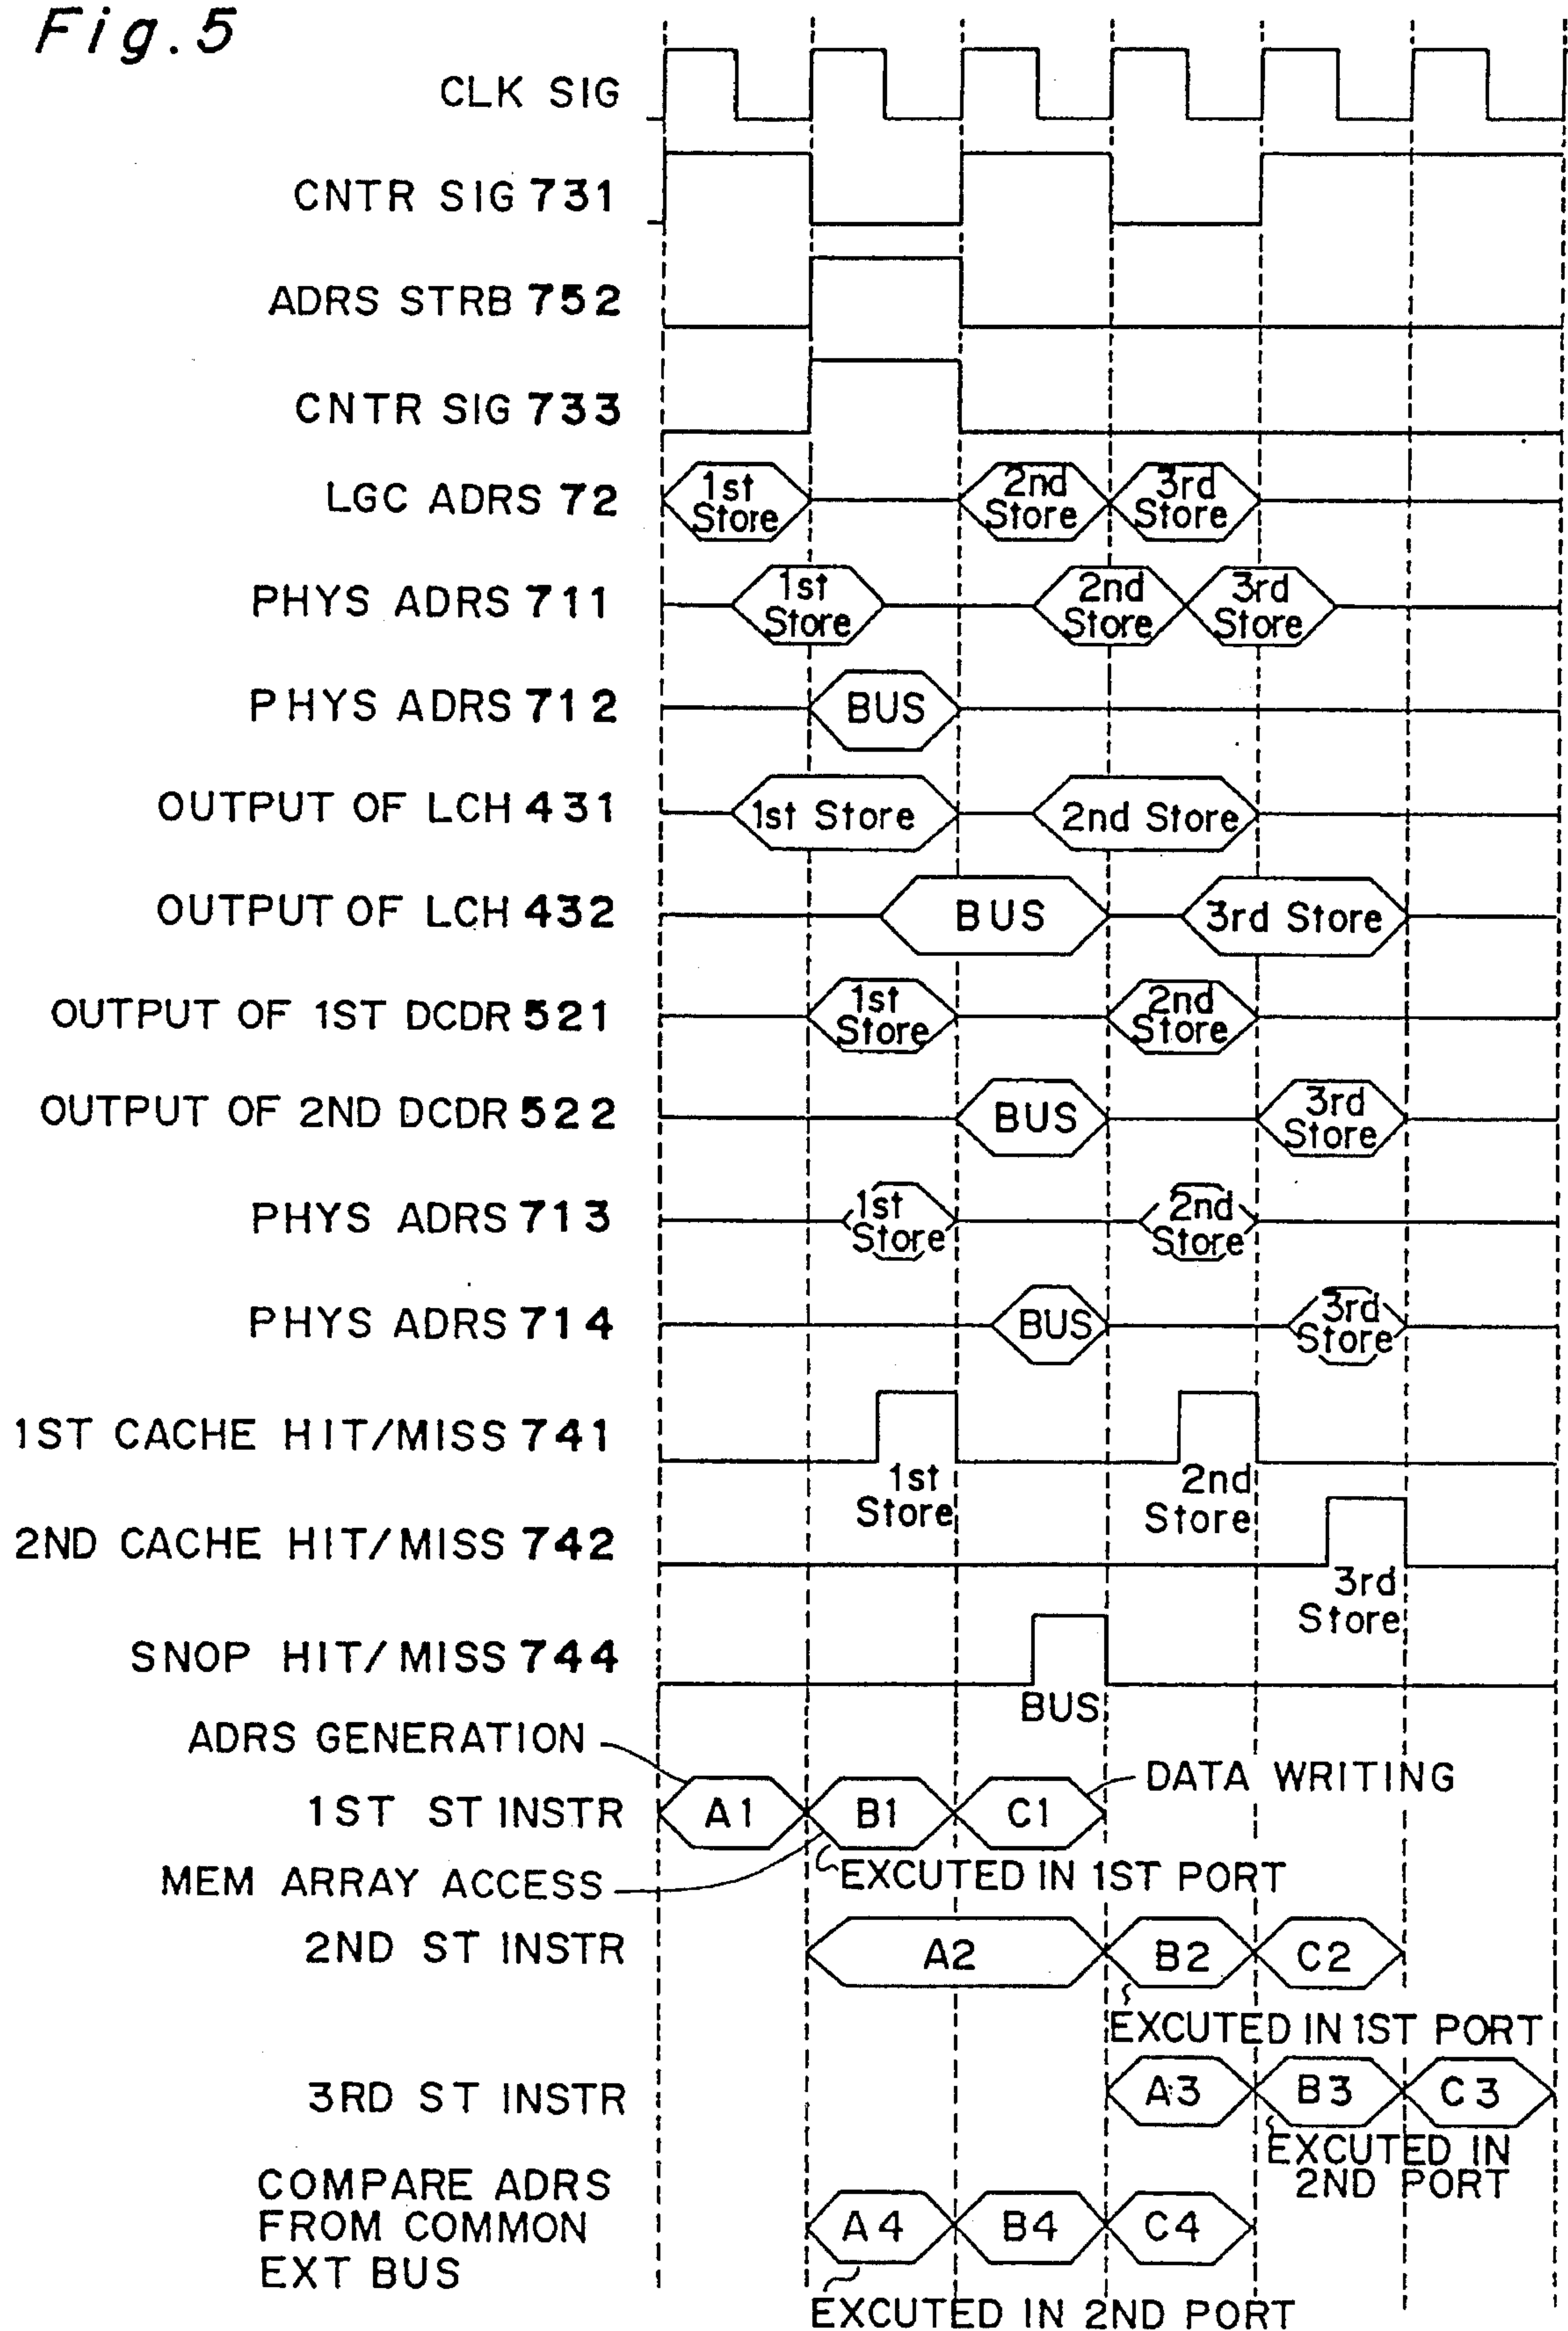 Fig.5
CLK SIG
CNTR SIG 731
ADRS STRB 752
CNTR SIG 733
LGC ADRS 72
1st Store
2nd Store
3rd Store
PHYS ADRS 711
1st Store
2nd Store
3rd Store
PHYS ADRS 712
BUS
OUTPUT OF LCH 431
1st Store
2nd Store
OUTPUT OF LCH 432
BUS
3rd Store
OUTPUT OF 1ST DCDR 521
1st Store
2nd Store
OUTPUT OF 2ND DCDR 522
BUS
3rd Store
PHYS ADRS 713
1st Store
2nd Store
PHYS ADRS 714
BUS
3rd Store
1ST CACHE HIT/MISS 741
1st Store
2nd Store
2ND CACHE HIT/MISS 742
3rd Store
SNOP HIT/MISS 744
BUS
ADRS GENERATION
DATA WRITING
1ST ST INSTR
A1
B1
C1
MEM ARRAY ACCESS
EXCUTED IN 1ST PORT
2ND ST INSTR
A2
B2
C2
EXCUTED IN 1ST PORT
3RD ST INSTR
A3
B3
C3
EXCUTED IN
2ND PORT
COMPARE ADRS
FROM COMMON
EXT BUS
A4
B4
C4
EXCUTED IN 2ND PORT